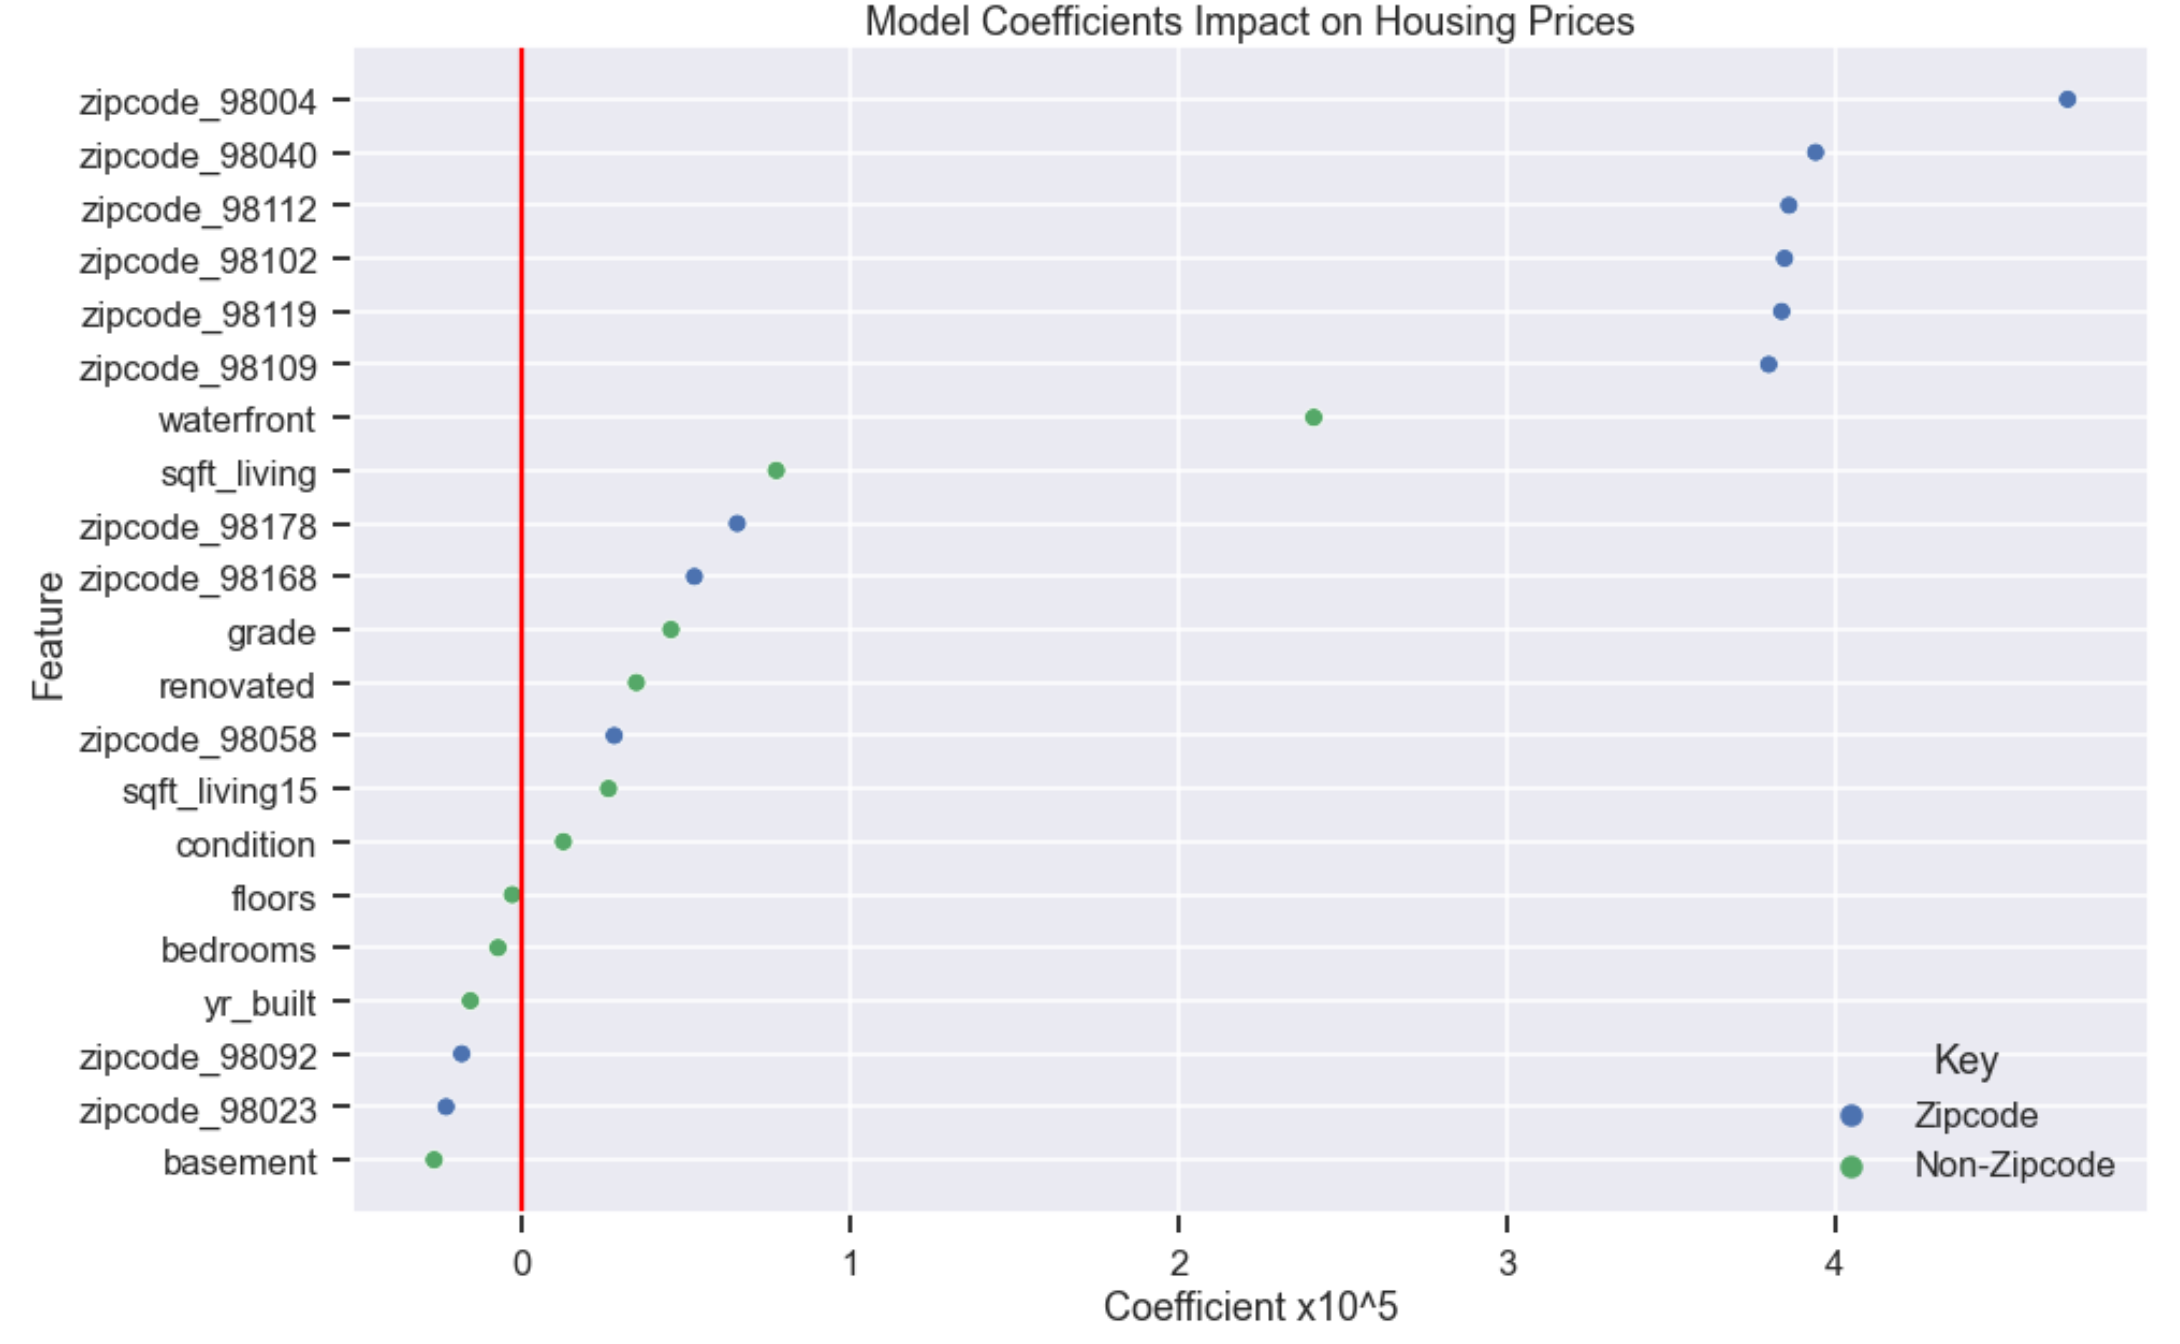 Model Coefficients Impact on Housing Prices
zipcode_98004
zipcode_98040
zipcode_98112
zipcode_98102
zipcode_98119
zipcode_98109
waterfront
sqft_living
zipcode_98178
zipcode_98168
grade
renovated
zipcode_98058
sqft_living15
condition
floors
bedrooms
yr_built
zipcode_98092
zipcode_98023
basement
Feature
Key
Zipcode
Non-Zipcode
0 1 2 3 4
Coefficient x10^5